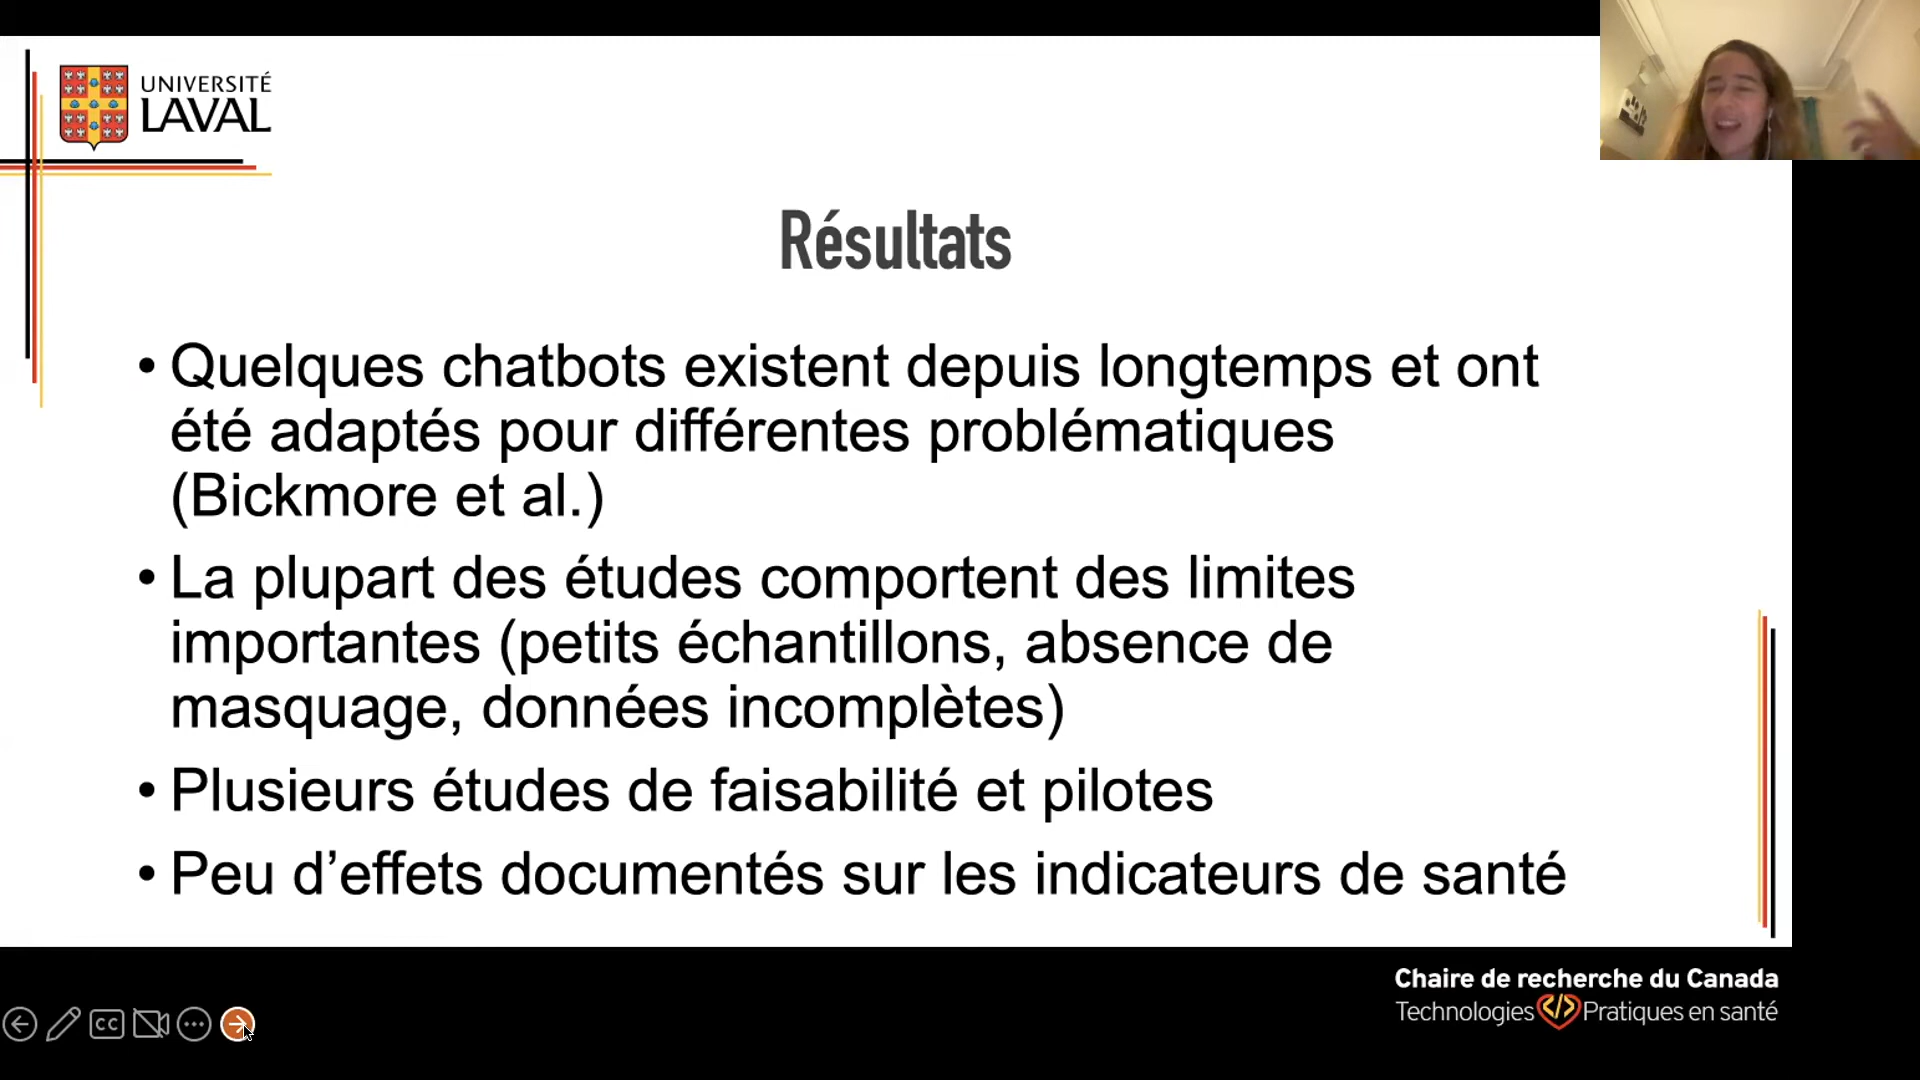 UNIVERSITÉ
LAVAL
Résultats
• Quelques chatbots existent depuis longtemps et ont
été adaptés pour différentes problématiques
(Bickmore et al.)
• La plupart des études comportent des limites
importantes (petits échantillons, absence de
masquage, données incomplètes)
• Plusieurs études de faisabilité et pilotes
• Peu d’effets documentés sur les indicateurs de santé
Chaire de recherche du Canada
Technologies </> Pratiques en santé
CC